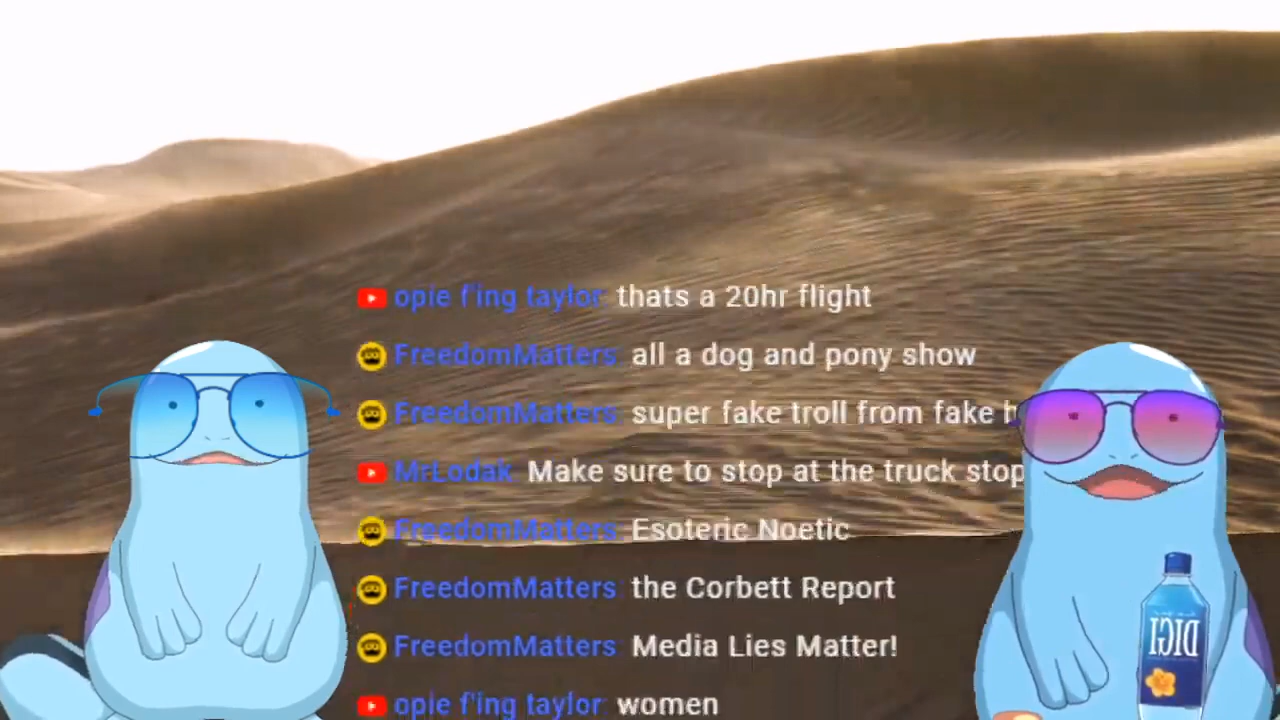 opie f'ing taylor: thats a 20hr flight
FreedomMatters: all a dog and pony show
FreedomMatters: super fake troll from fake
MrLodak: Make sure to stop at the truck stop
FreedomMatters: Esoteric Noetic
FreedomMatters: the Corbett Report
FreedomMatters: Media Lies Matter!
opie f'ing taylor: women
DIGI